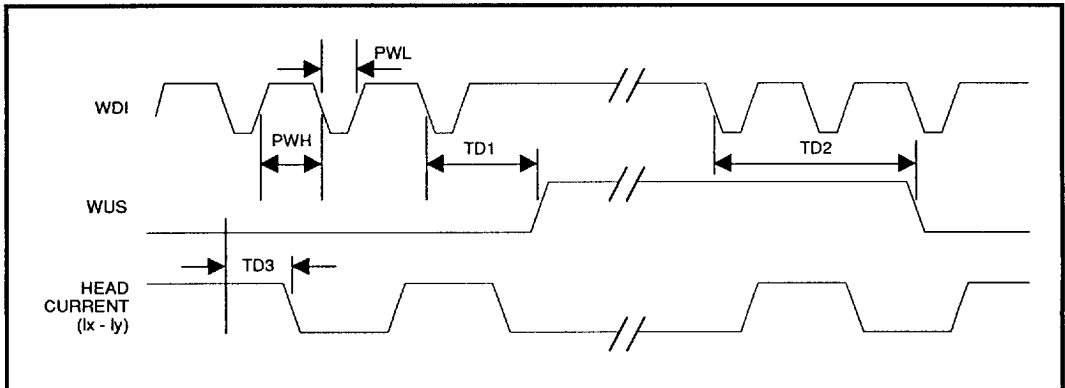 PWL
WDI
PWH
TD1
TD2
WUS
TD3
HEAD
CURRENT
(Ix - Iy)